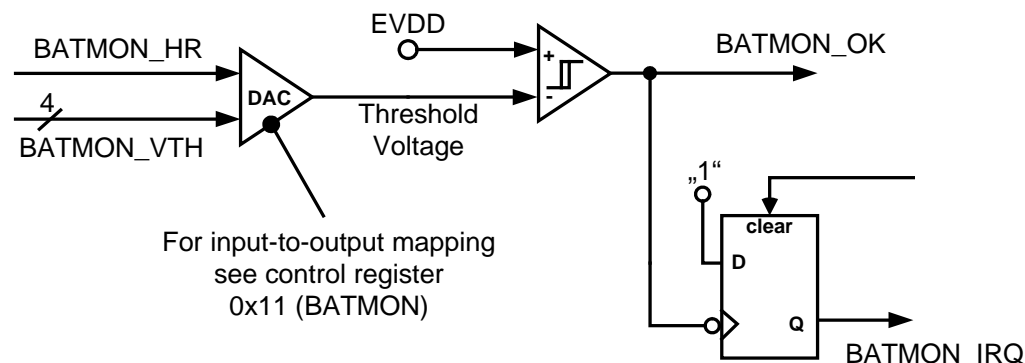 BATMON_HR
4
BATMON_VTH
DAC
EVDD
Threshold
Voltage
+
-
BATMON_OK
For input-to-output mapping
see control register
0x11 (BATMON)
„1“
clear
D
Q
BATMON_IRQ